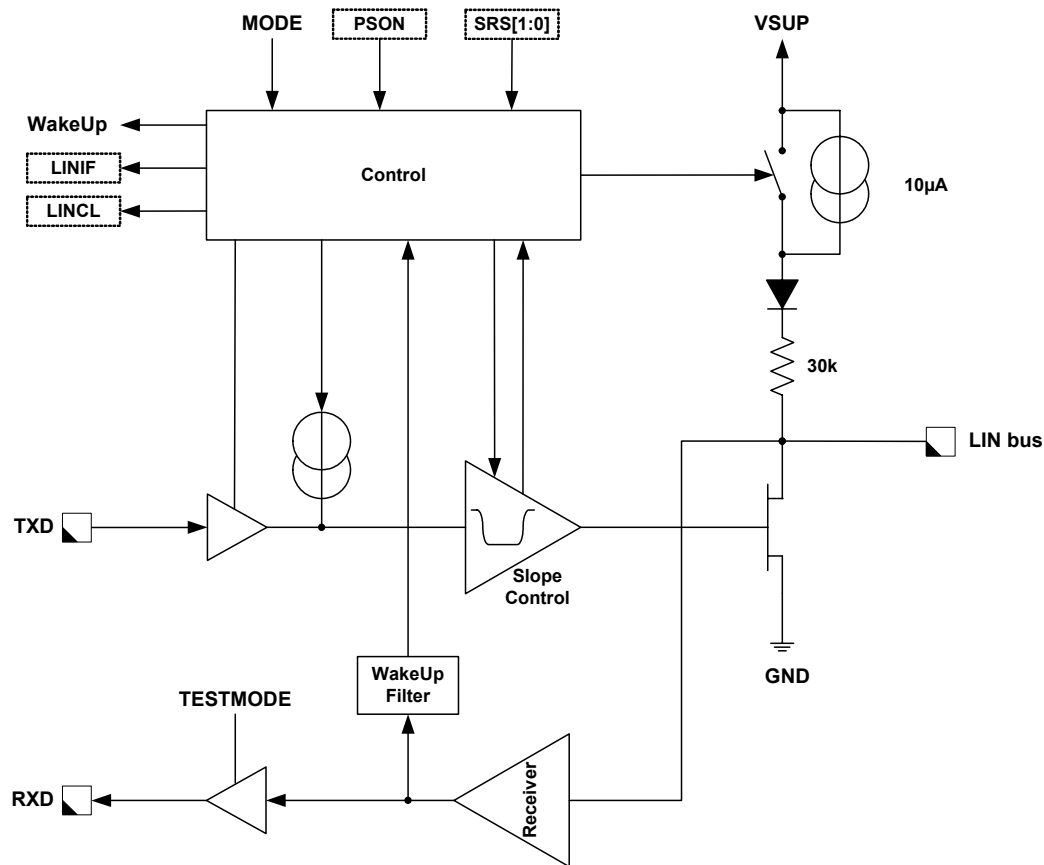 MODE
PSON
SRS[1:0]
VSUP
WakeUp
LINIF
LINCL
Control
10µA
30k
LIN bus
TXD
Slope
Control
GND
WakeUp
Filter
TESTMODE
RXD
Receiver